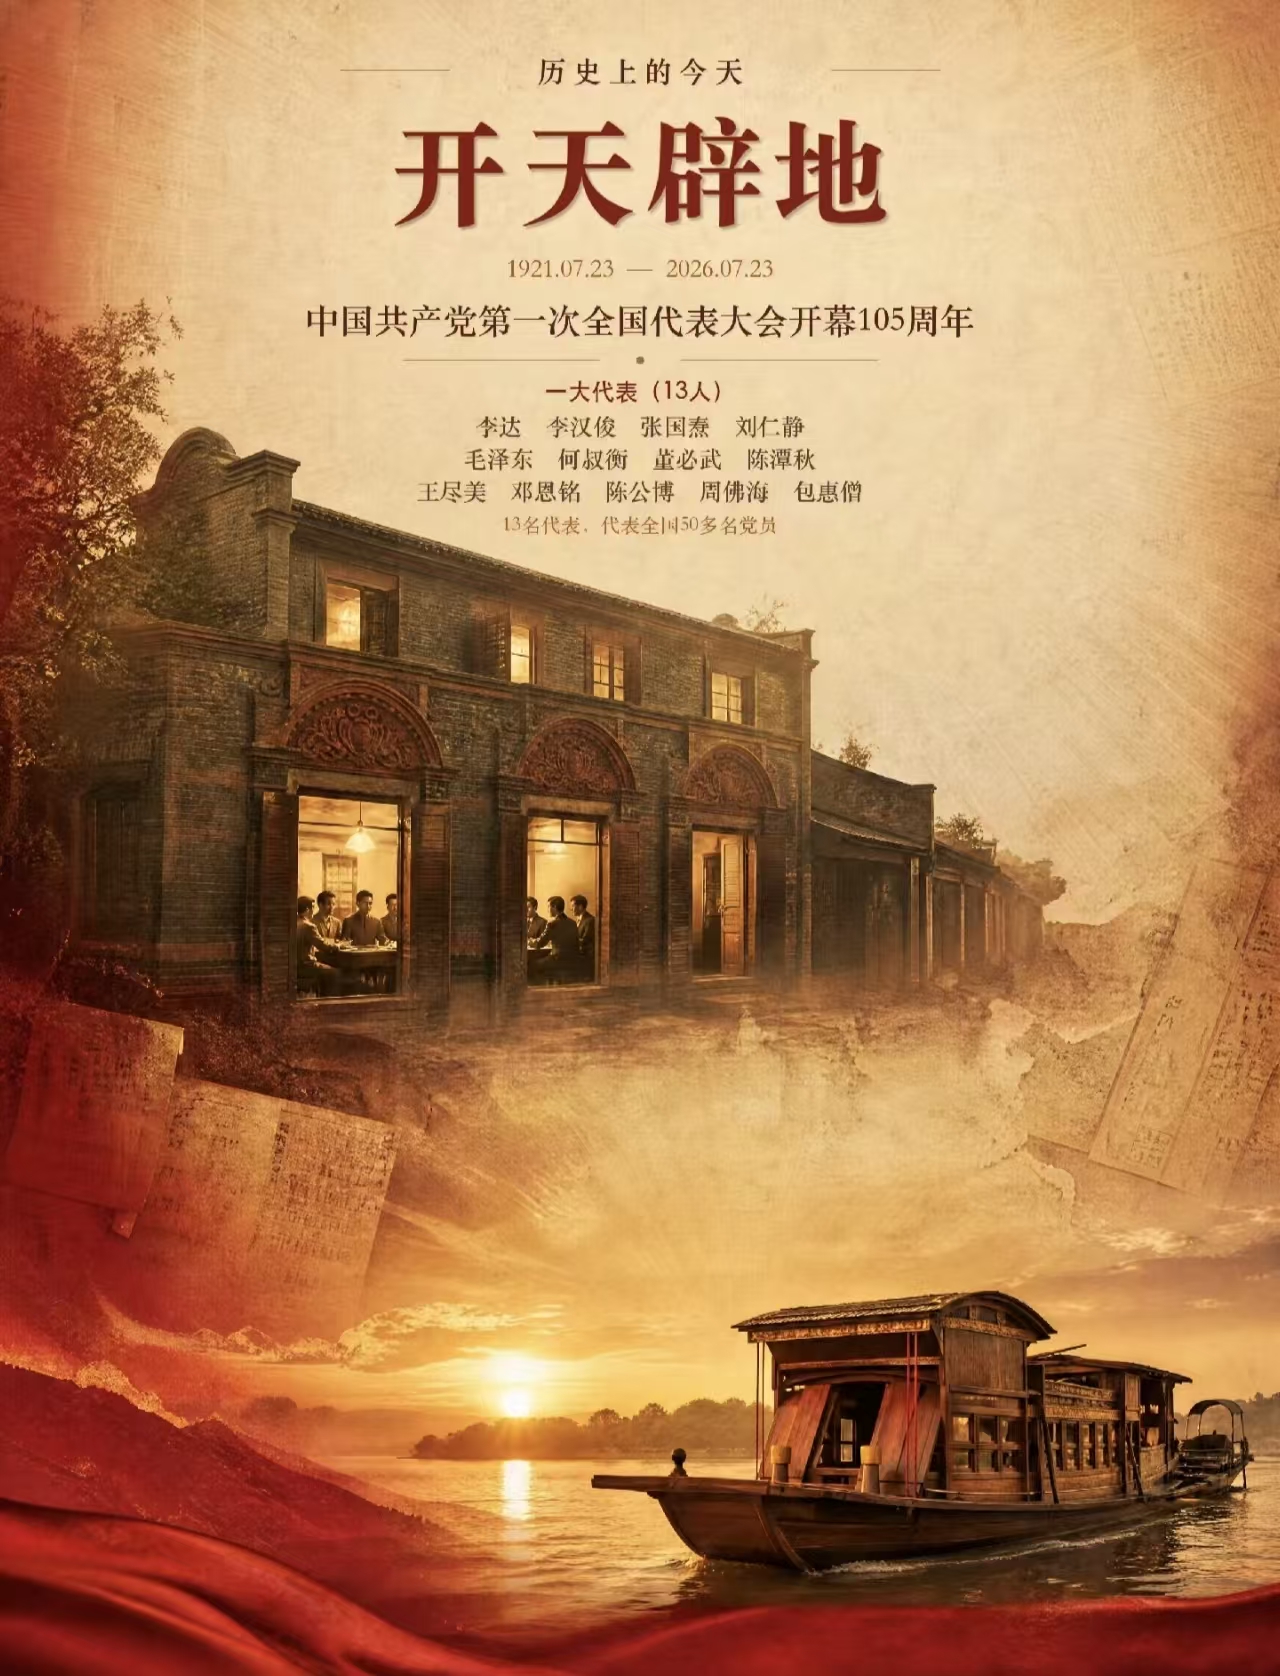 历史上的今天
开天辟地
1921.07.23 — 2026.07.23
中国共产党第一次全国代表大会开幕105周年
一大代表（13人）
李达 李汉俊 张国焘 刘仁静
毛泽东 何叔衡 董必武 陈潭秋
王尽美 邓恩铭 陈公博 周佛海 包惠僧
13名代表，代表全国50多名党员